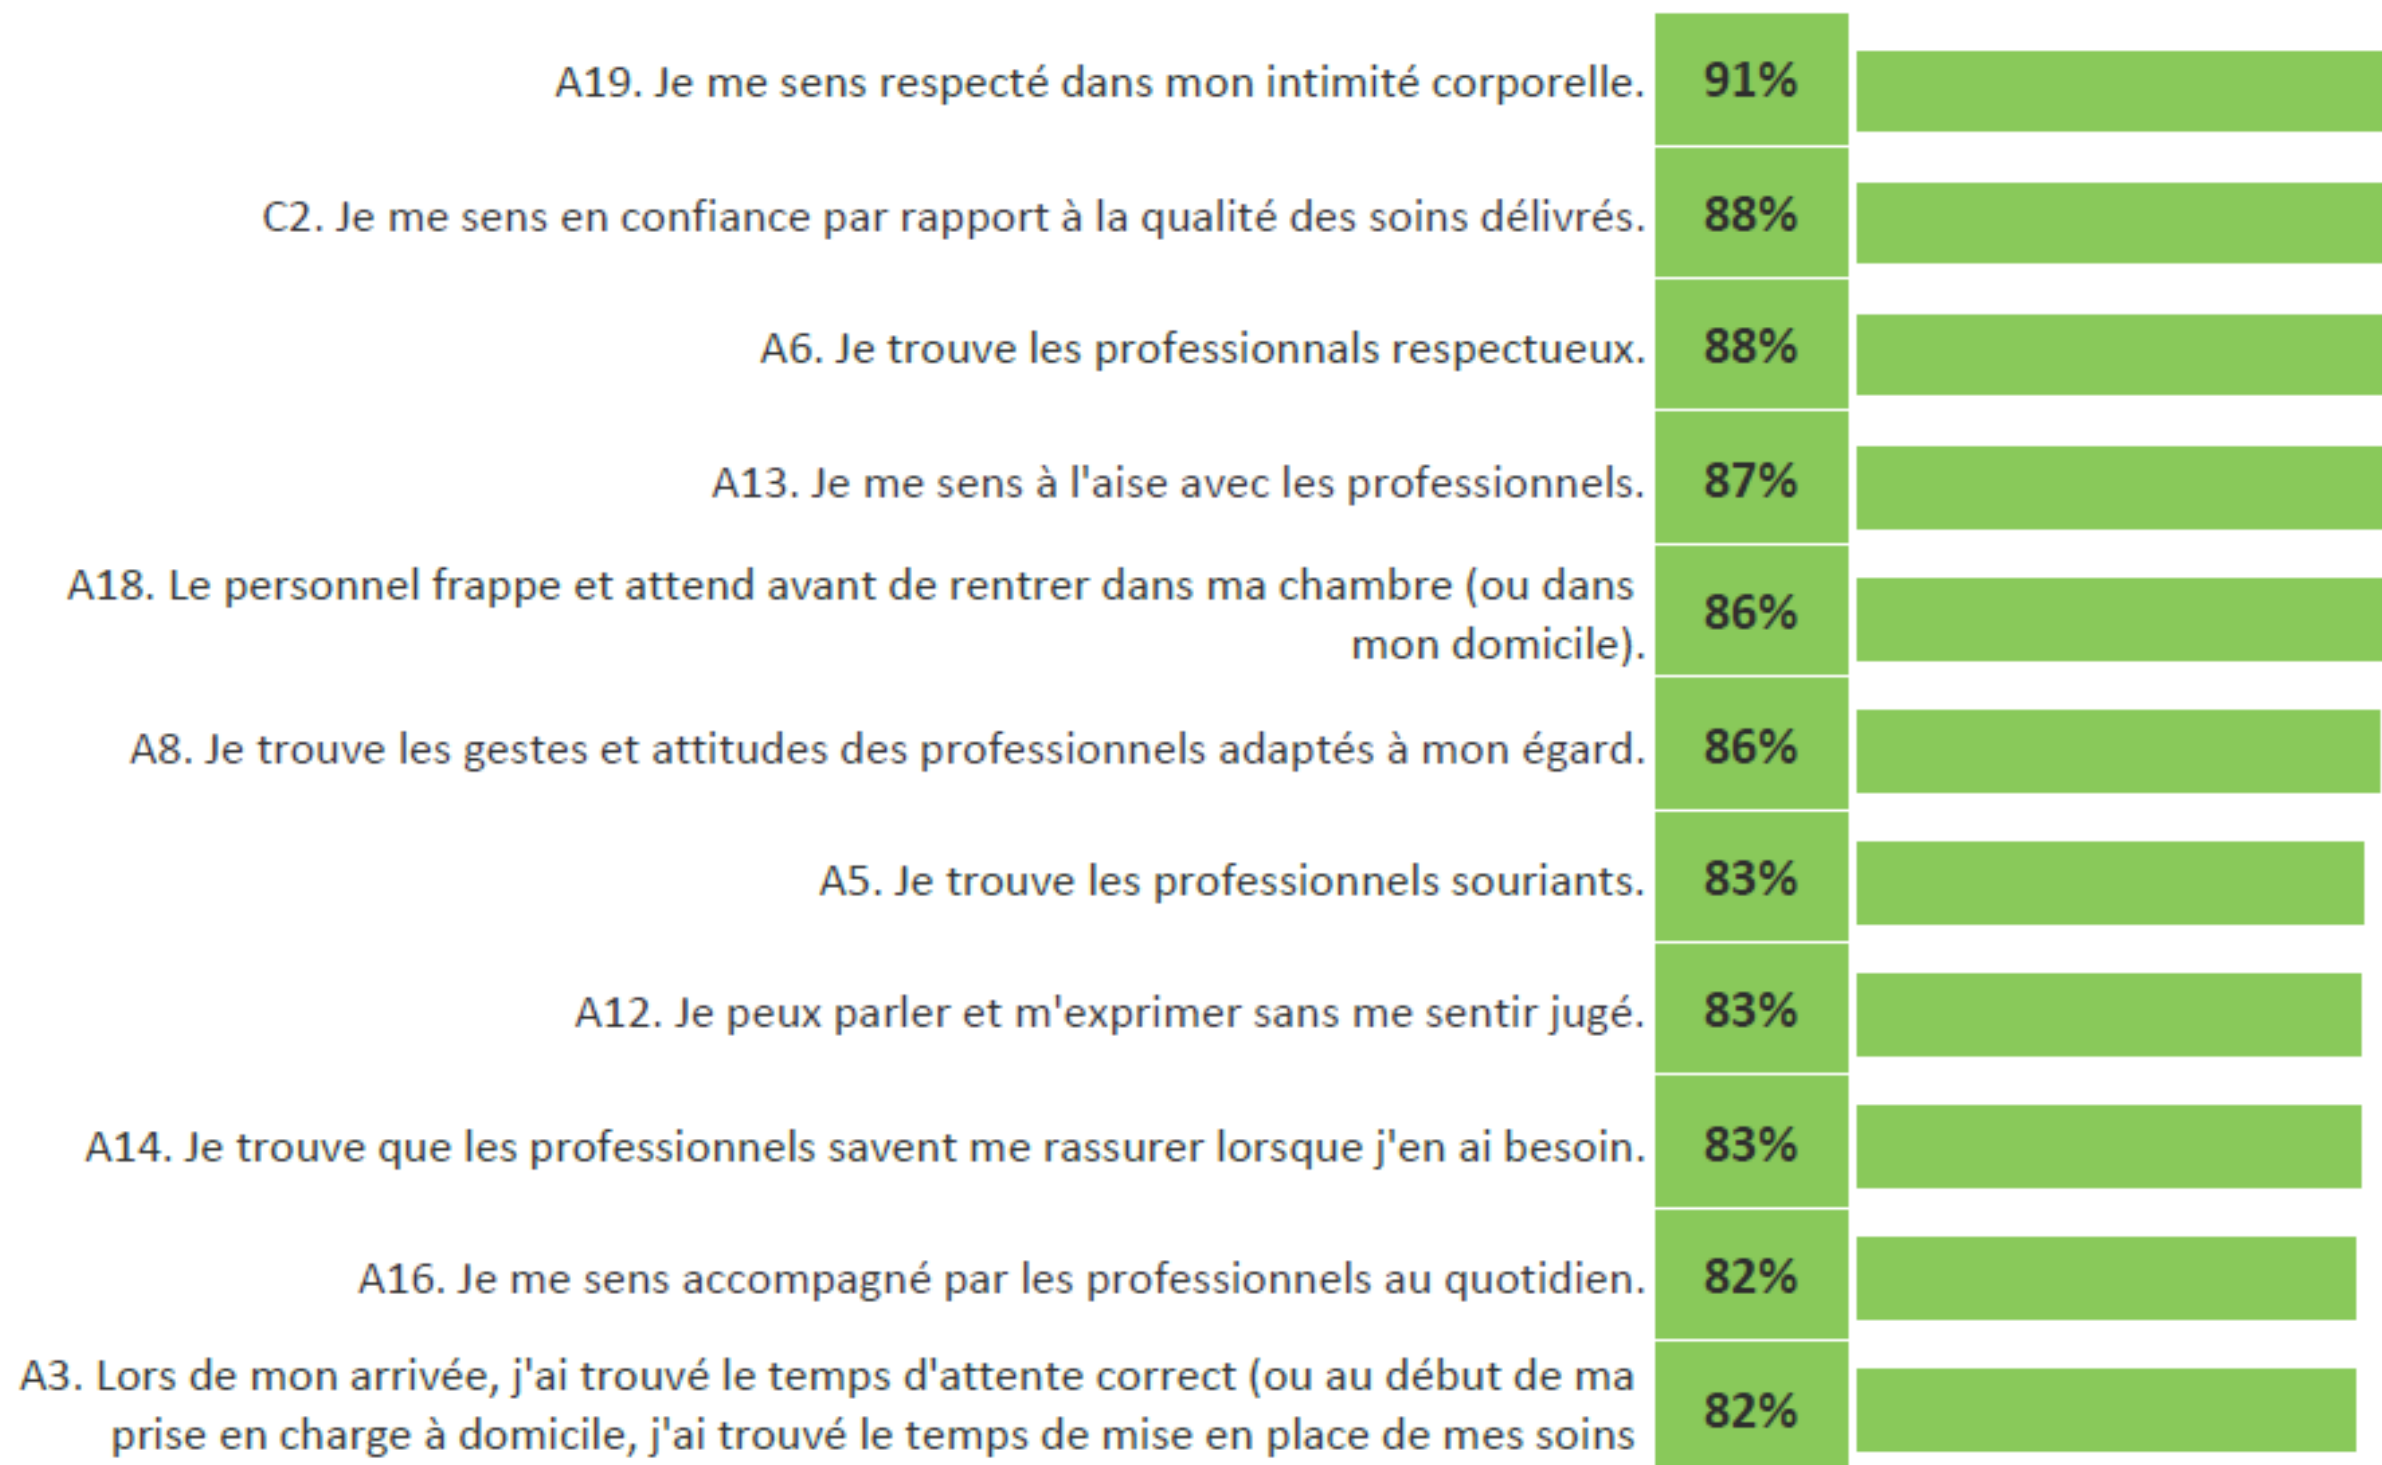 A19. Je me sens respecté dans mon intimité corporelle. 91%
C2. Je me sens en confiance par rapport à la qualité des soins délivrés. 88%
A6. Je trouve les professionnals respectueux. 88%
A13. Je me sens à l'aise avec les professionnels. 87%
A18. Le personnel frappe et attend avant de rentrer dans ma chambre (ou dans
mon domicile). 86%
A8. Je trouve les gestes et attitudes des professionnels adaptés à mon égard. 86%
A5. Je trouve les professionnels souriants. 83%
A12. Je peux parler et m'exprimer sans me sentir jugé. 83%
A14. Je trouve que les professionnels savent me rassurer lorsque j'en ai besoin. 83%
A16. Je me sens accompagné par les professionnels au quotidien. 82%
A3. Lors de mon arrivée, j'ai trouvé le temps d'attente correct (ou au début de ma
prise en charge à domicile, j'ai trouvé le temps de mise en place de mes soins 82%